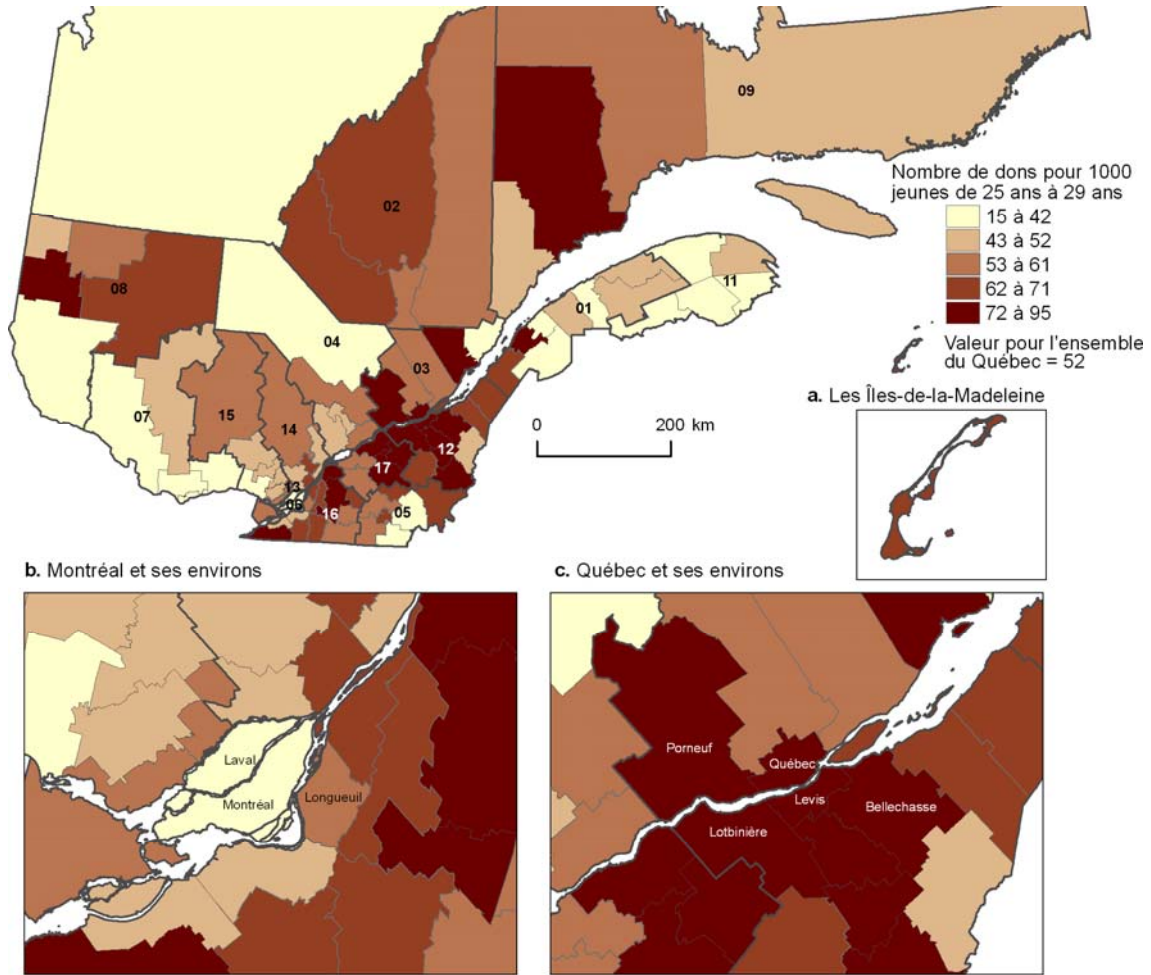 09
Nombre de dons pour 1000
jeunes de 25 ans à 29 ans
15 à 42
43 à 52
53 à 61
62 à 71
72 à 95
Valeur pour l'ensemble
du Québec = 52
02
08
11
01
04
03
07
15
14
12
17
13
06
16
05
0 200 km
a. Les Îles-de-la-Madeleine
b. Montréal et ses environs
Laval
Montréal
Longueuil
c. Québec et ses environs
Porneuf
Québec
Levis
Bellechasse
Lotbinière